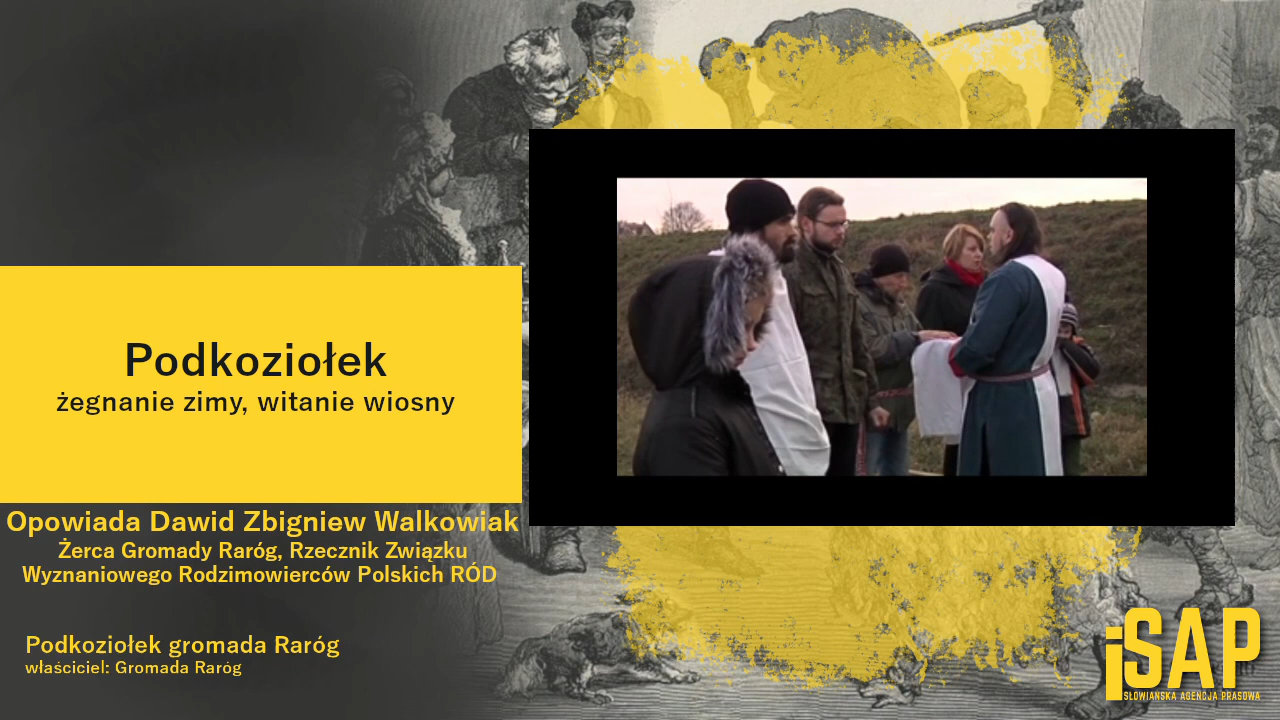 Podkoziołek
żegnanie zimy, witanie wiosny
Opowiada Dawid Zbigniew Walkowiak
Żerca Gromady Raróg, Rzecznik Związku
Wyznaniowego Rodzimowierców Polskich RÓD
Podkoziołek gromada Raróg
właściciel: Gromada Raróg
iSAP
SŁOWIAŃSKA AGENCJA PRASOWA